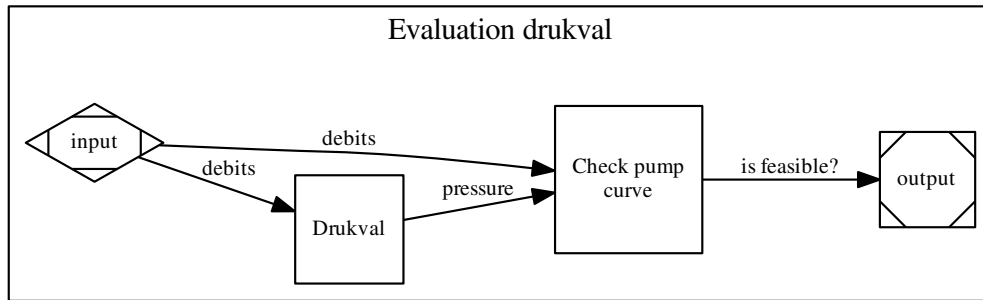 Evaluation drukval
input
debits
debits
Drukval
pressure
Check pump
curve
is feasible?
output